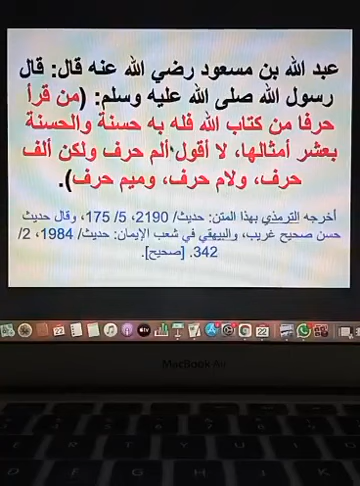 عبد الله بن مسعود رضي الله عنه قال: قال
رسول الله صلى الله عليه وسلم: (من قرأ
حرفا من كتاب الله فله به حسنة والحسنة
بعشر أمثالها، لا أقول ألم حرف ولكن ألف
حرف، ولام حرف، وميم حرف).
أخرجه الترمذي بهذا المتن: حديث/ 2190، 5/ 175، وقال حديث
حسن صحيح غريب، والبيهقي في شعب الإيمان: حديث/ 1984، 2/
342. [صحيح].
MacBook Air